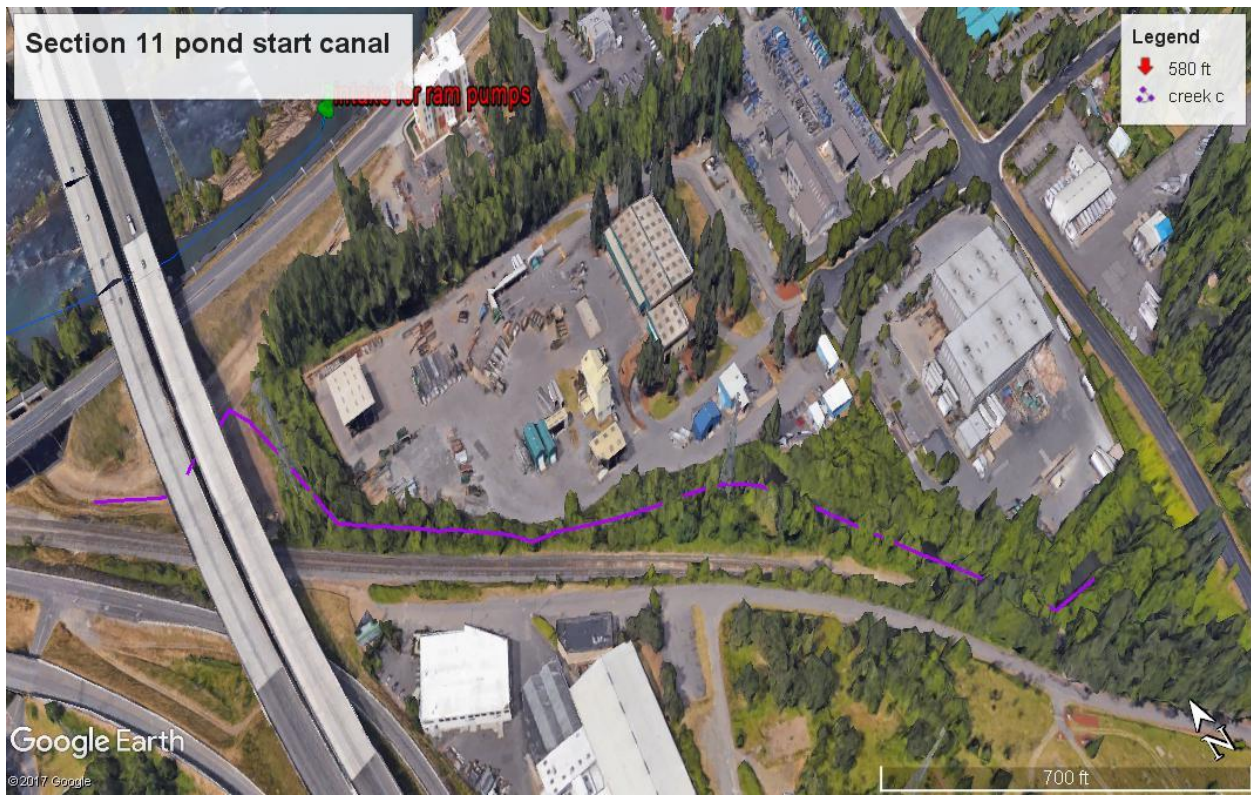 Section 11 pond start canal
Legend
580 ft
creek c
intake for ram pumps
Google Earth
©2017 Google
N
700 ft